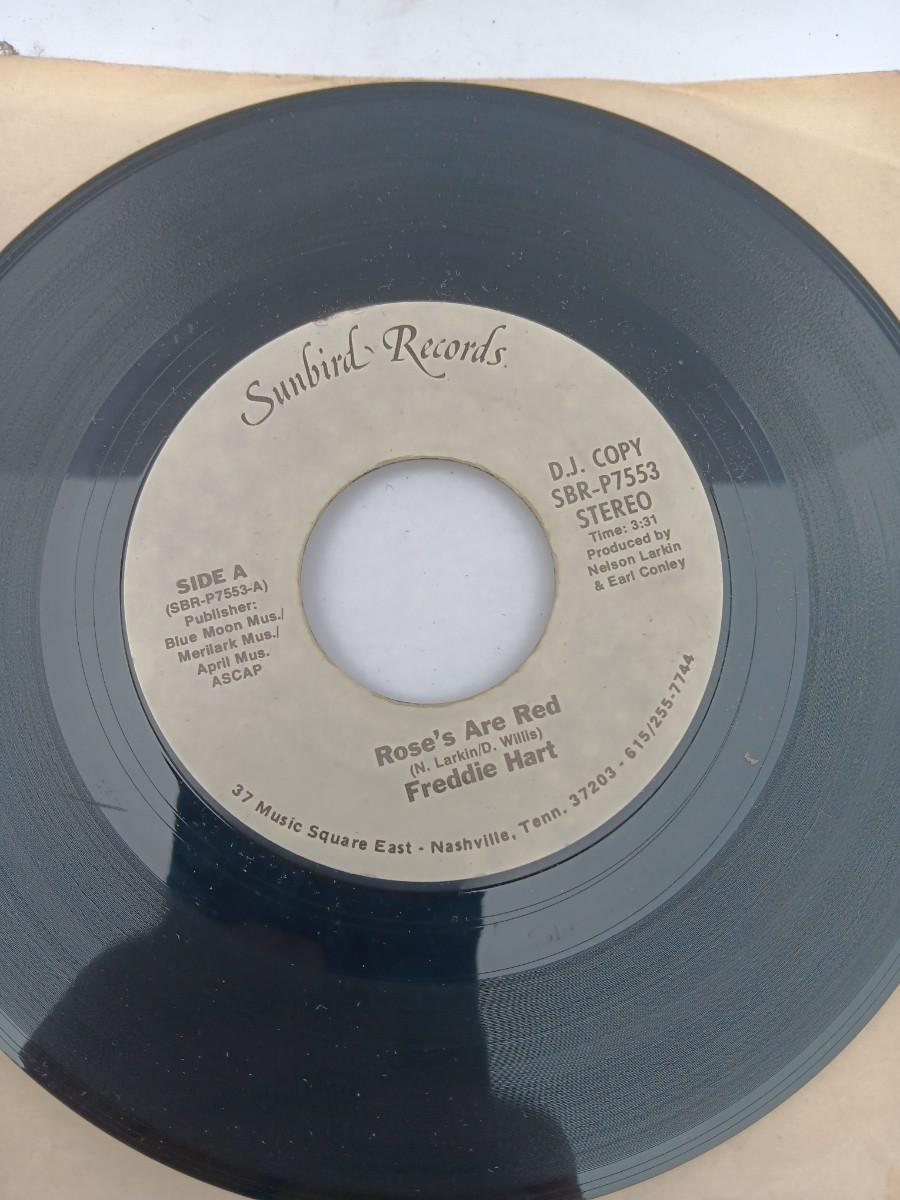 Sunbird Records
D.J. COPY
SBR-P7553
STEREO
Time: 3:31
Produced by
Nelson Larkin
& Earl Conley
SIDE A
(SBR-P7553-A)
Publisher:
Blue Moon Mus./
Merilark Mus./
April Mus.
ASCAP
Rose's Are Red
(N. Larkin/D. Willis)
Freddie Hart
37 Music Square East - Nashville, Tenn. 37203 - 615/255-7744